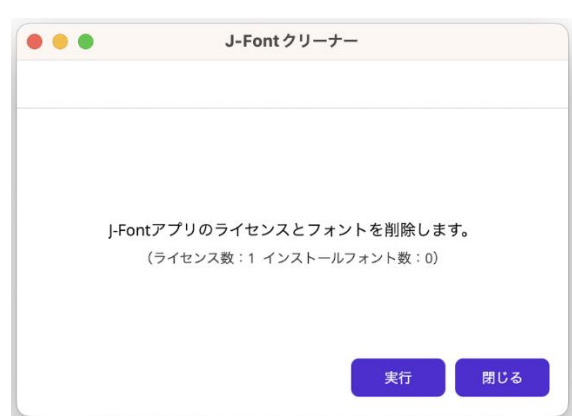 J-Fontクリーナー
J-Fontアプリのライセンスとフォントを削除します。
（ライセンス数：1 インストールフォント数：0）
実行 閉じる